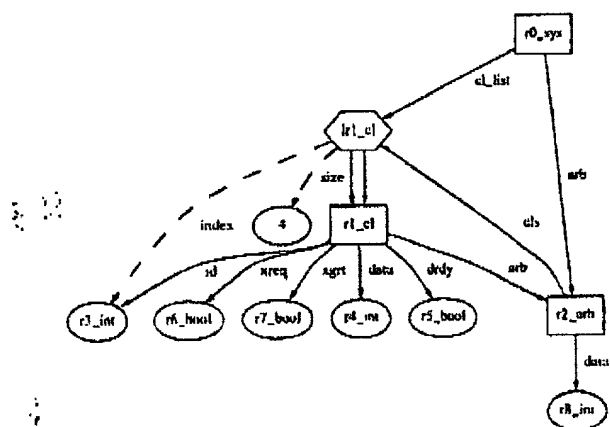 r0_sys
cl_list
lr1_cl
size
arb
index
4
r1_cl
cls
id
xreq
xgrt
data
drdy
arb
r3_int
r6_bool
r7_bool
r4_int
r5_bool
r2_arb
data
r8_int